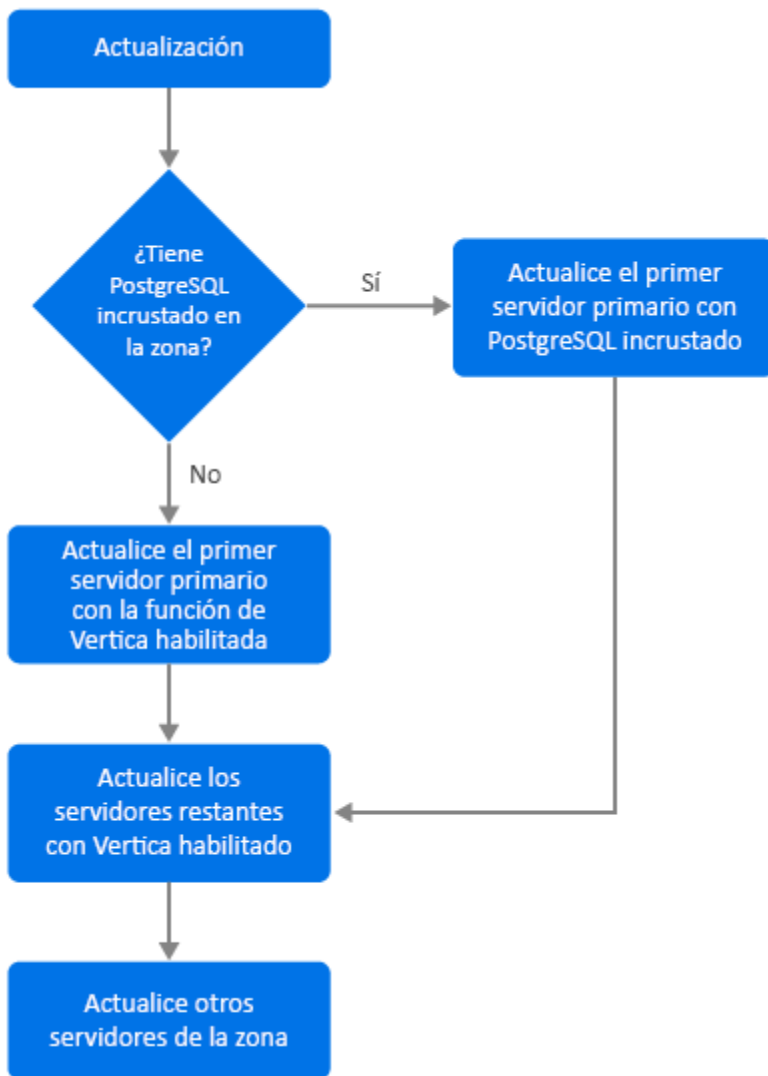 Actualización
¿Tiene
PostgreSQL
incrustado en
la zona?
Sí
Actualice el primer
servidor primario con
PostgreSQL incrustado
No
Actualice el primer
servidor primario
con la función de
Vertica habilitada
Actualice los
servidores restantes
con Vertica habilitado
Actualice otros
servidores de la zona